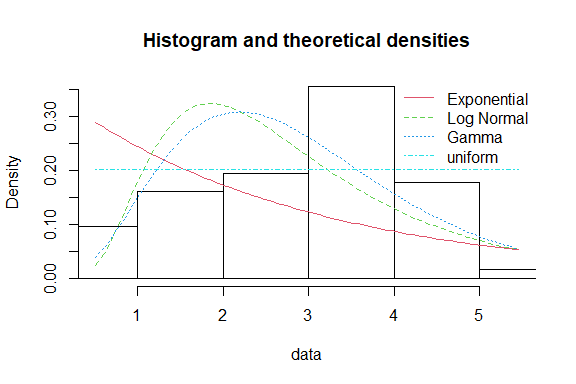 Histogram and theoretical densities
Density
0.00 0.10 0.20 0.30
Exponential
Log Normal
Gamma
uniform
1 2 3 4 5
data